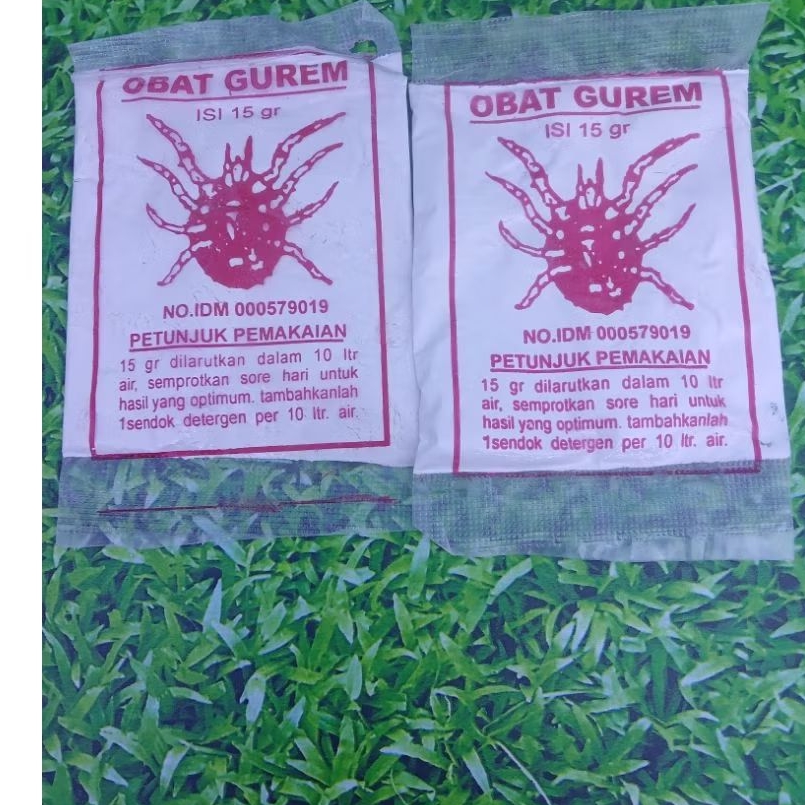 OBAT GUREM
ISI 15 gr
NO.IDM 000579019
PETUNJUK PEMAKAIAN
15 gr dilarutkan dalam 10 ltr
air, semprotkan sore hari untuk
hasil yang optimum. tambahkanlah
1sendok detergen per 10 ltr. air.
OBAT GUREM
ISI 15 gr
NO.IDM 000579019
PETUNJUK PEMAKAIAN
15 gr dilarutkan dalam 10 ltr
air, semprotkan sore hari untuk
hasil yang optimum. tambahkanlah
1sendok detergen per 10 ltr. air.